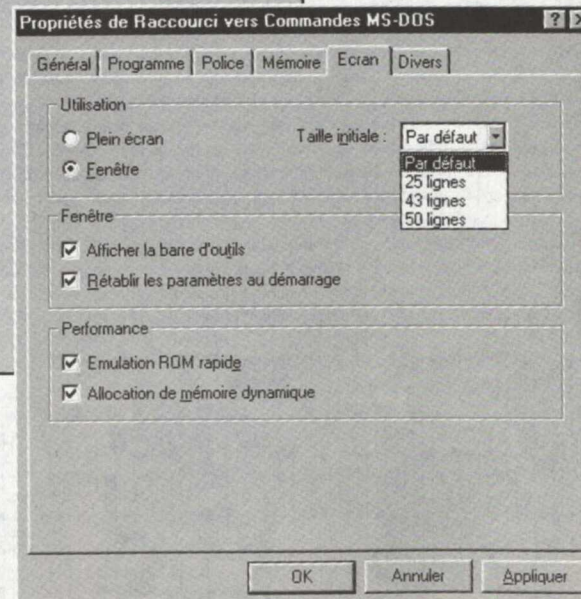 Propriétés de Raccourci vers Commandes MS-DOS
Général Programme Police Mémoire Ecran Divers
Utilisation
Plein écran
Taille initiale : Par défaut
Fenêtre
Par défaut
25 lignes
43 lignes
50 lignes
Fenêtre
Afficher la barre d'outils
Rétablir les paramètres au démarrage
Performance
Emulation ROM rapide
Allocation de mémoire dynamique
OK Annuler Appliquer